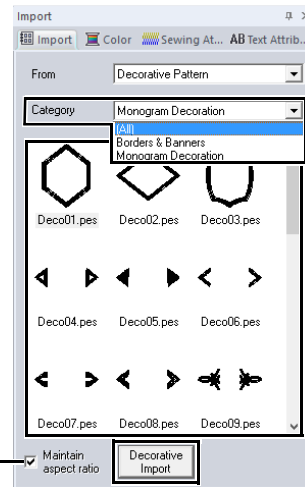 Import
Import Color Sewing At... AB Text Attrib..
From Decorative Pattern
Category Monogram Decoration
(All)
Borders & Banners
Monogram Decoration
Deco01.pes Deco02.pes Deco03.pes
Deco04.pes Deco05.pes Deco06.pes
Deco07.pes Deco08.pes Deco09.pes
Maintain
aspect ratio
Decorative
Import